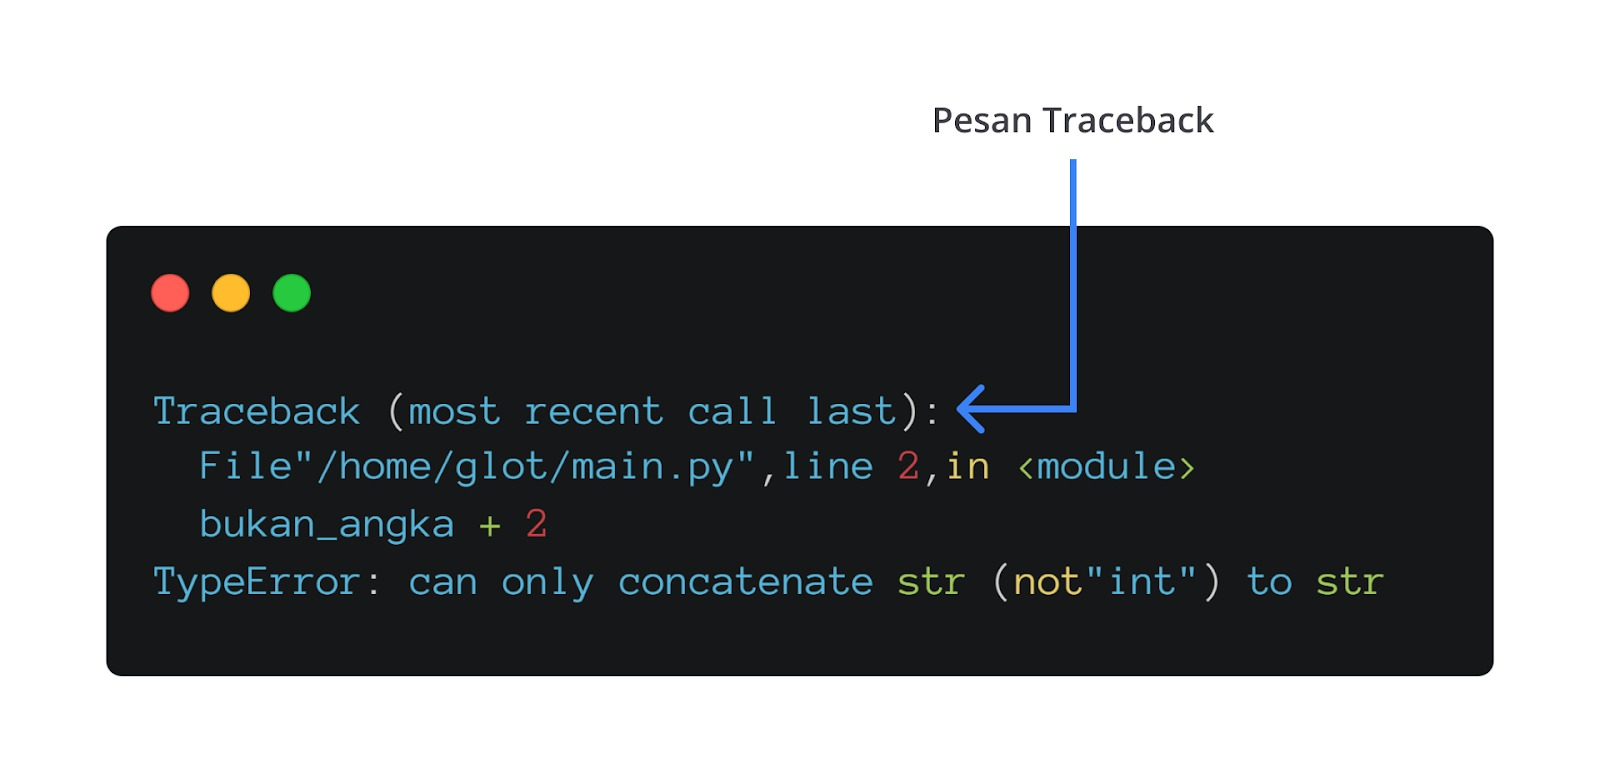 Pesan Traceback
Traceback (most recent call last):
File"/home/glot/main.py",line 2,in <module>
bukan_angka + 2
TypeError: can only concatenate str (not"int") to str